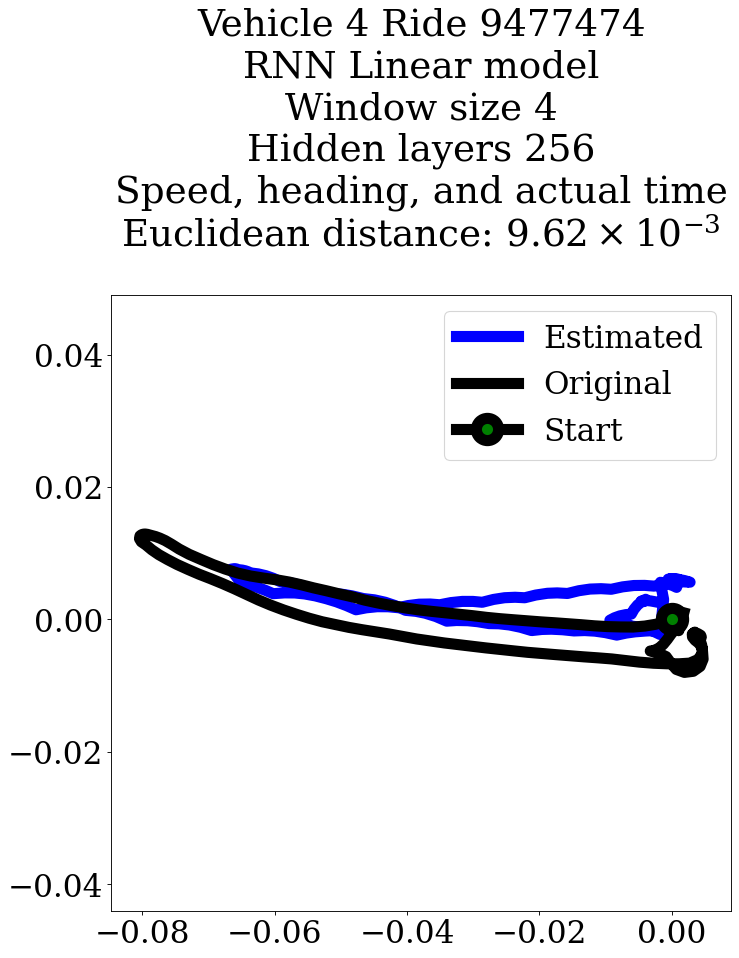 Vehicle 4 Ride 9477474
RNN Linear model
Window size 4
Hidden layers 256
Speed, heading, and actual time
Euclidean distance: 9.62 × 10⁻³
Estimated
Original
Start
0.04
0.02
0.00
−0.02
−0.04
−0.08 −0.06 −0.04 −0.02 0.00